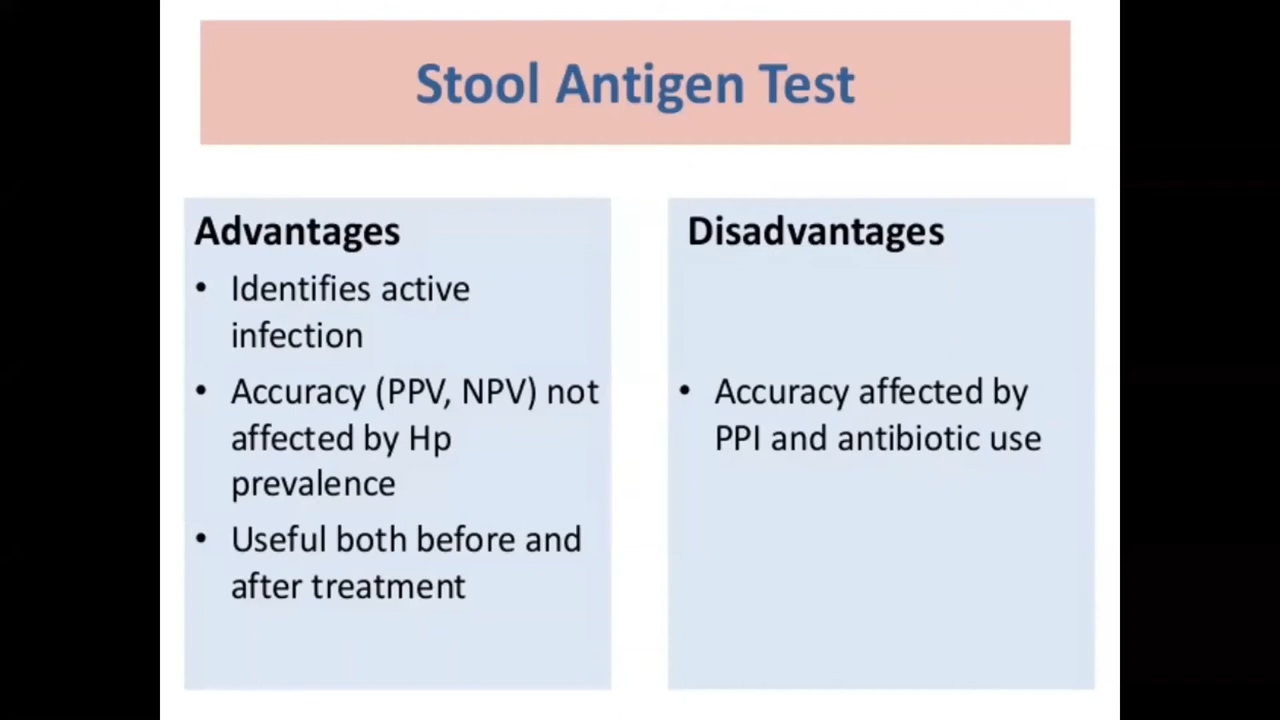 Stool Antigen Test
Advantages
• Identifies active
infection
• Accuracy (PPV, NPV) not
affected by Hp
prevalence
• Useful both before and
after treatment
Disadvantages
• Accuracy affected by
PPI and antibiotic use